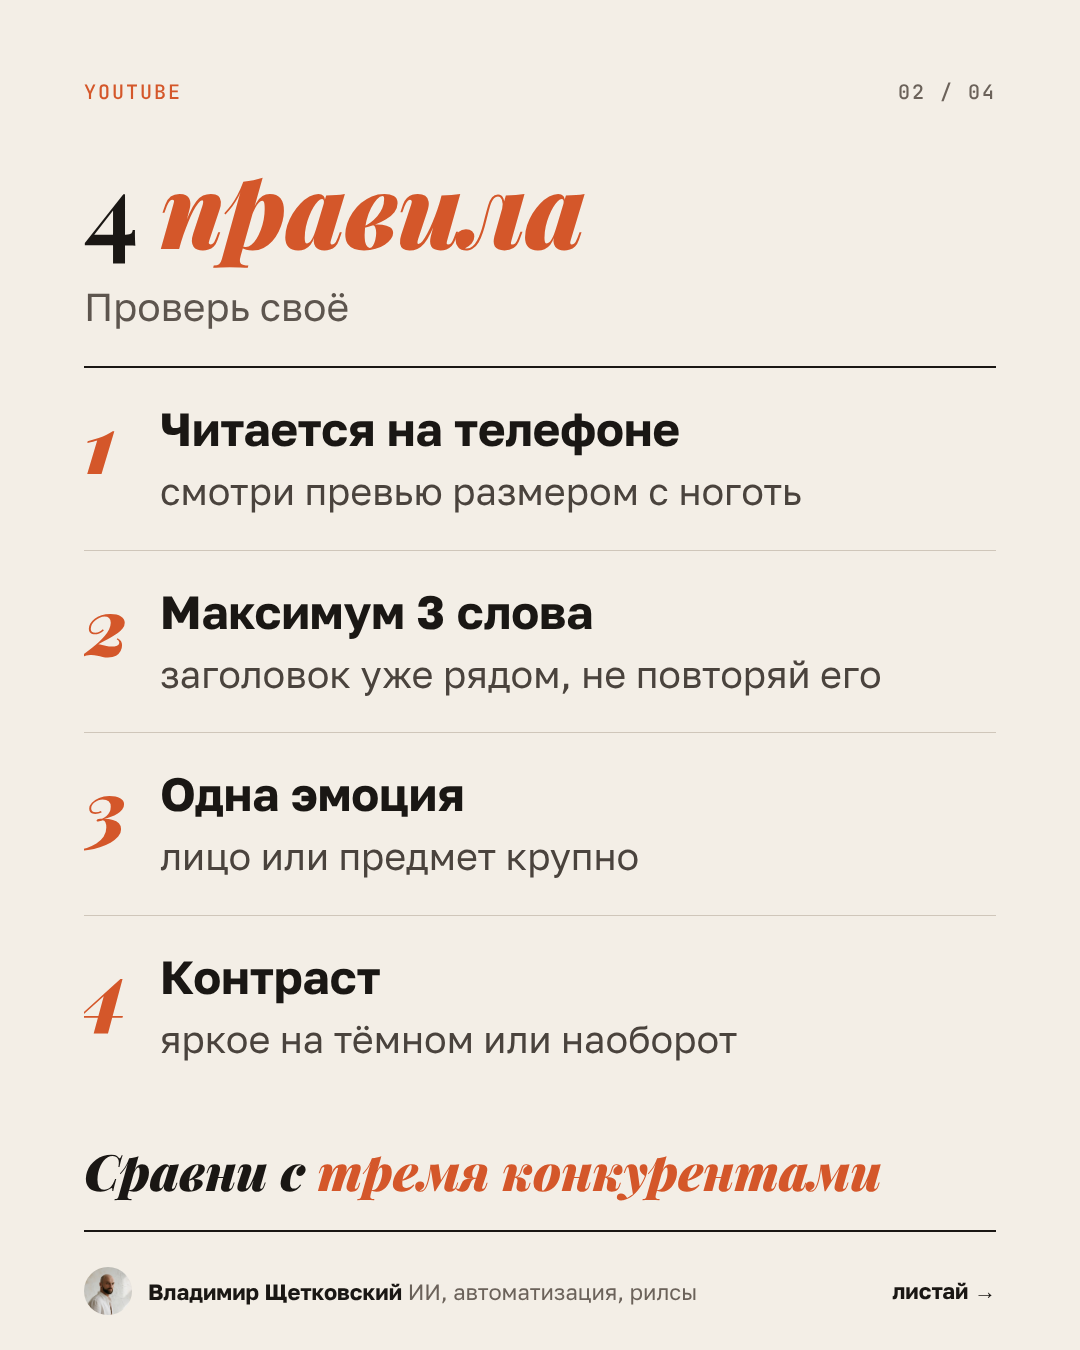 YOUTUBE
02 / 04
4 правила
Проверь своё
1
Читается на телефоне
смотри превью размером с ноготь
2
Максимум 3 слова
заголовок уже рядом, не повторяй его
3
Одна эмоция
лицо или предмет крупно
4
Контраст
яркое на тёмном или наоборот
Сравни с тремя конкурентами
Владимир Щетковский ИИ, автоматизация, рилсы
листай →